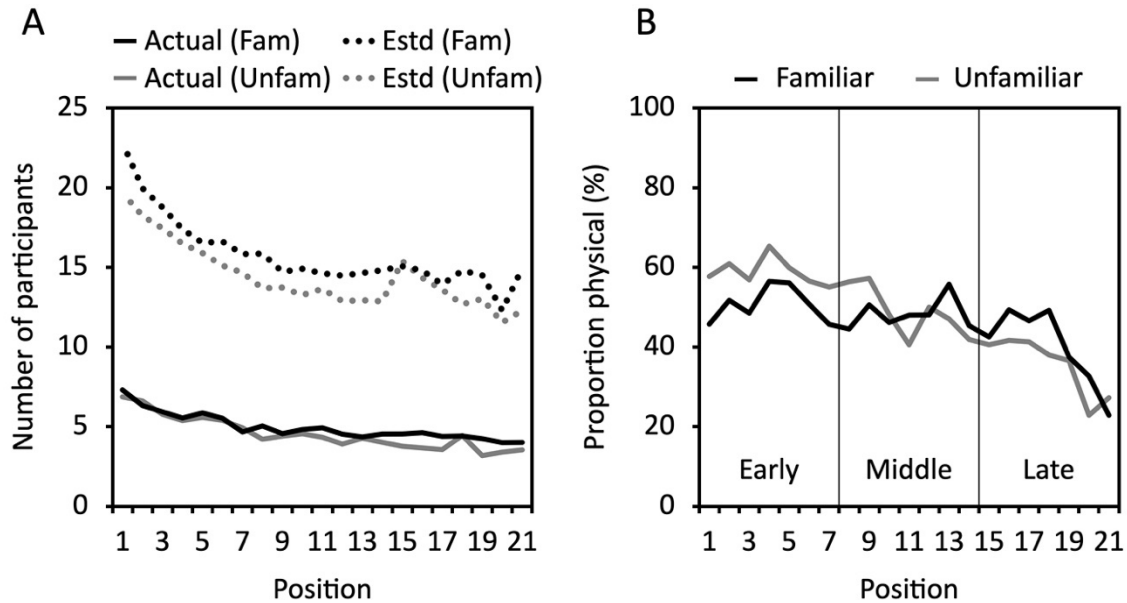 A
Actual (Fam) Estd (Fam)
Actual (Unfam) Estd (Unfam)
Number of participants
25
20
15
10
5
0
1 3 5 7 9 11 13 15 17 19 21
Position
B
Familiar Unfamiliar
Proportion physical (%)
100
80
60
40
20
0
Early Middle Late
1 3 5 7 9 11 13 15 17 19 21
Position